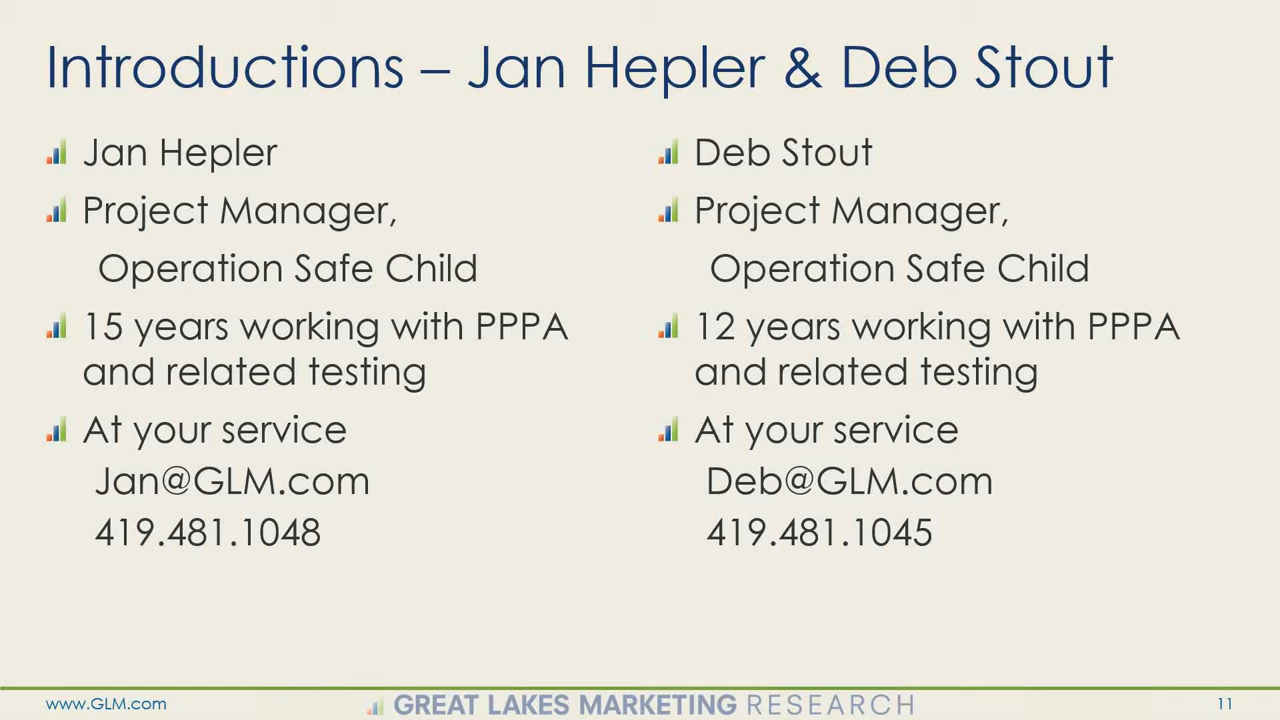 Introductions – Jan Hepler & Deb Stout
Jan Hepler
Project Manager,
Operation Safe Child
15 years working with PPPA
and related testing
At your service
Jan@GLM.com
419.481.1048
Deb Stout
Project Manager,
Operation Safe Child
12 years working with PPPA
and related testing
At your service
Deb@GLM.com
419.481.1045
www.GLM.com
GREAT LAKES MARKETING RESEARCH
11